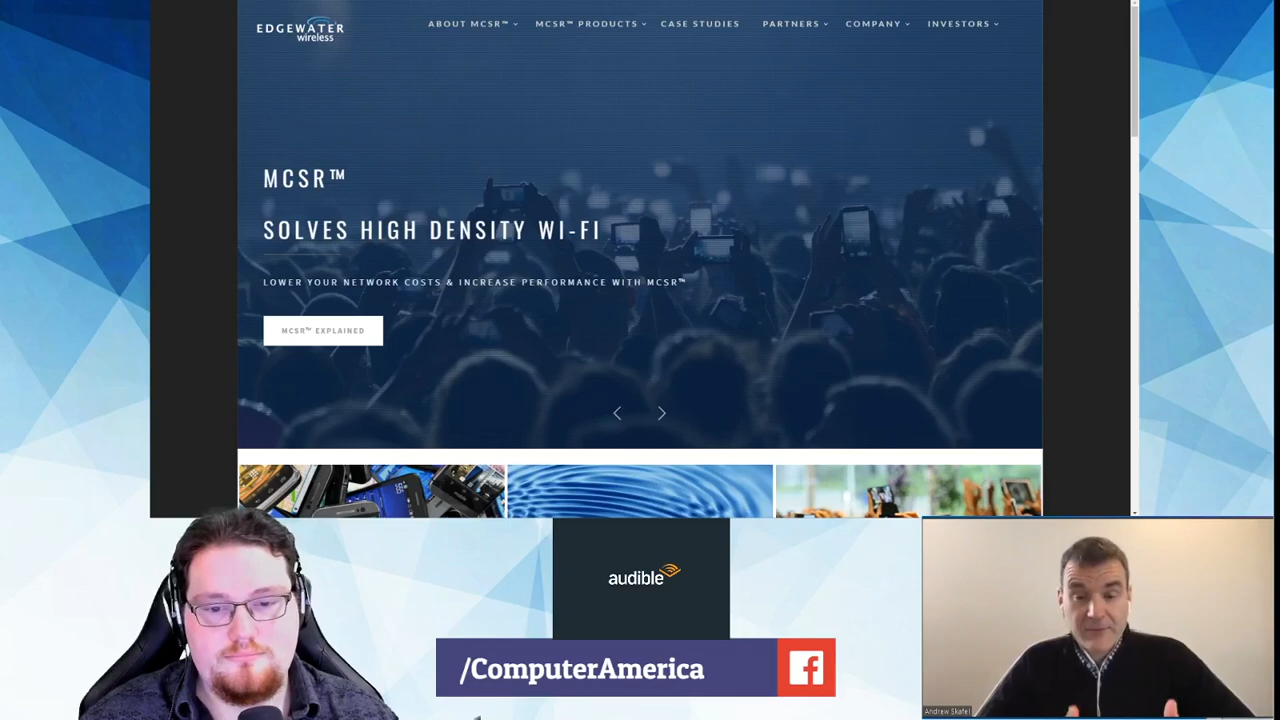 EDGEWATER
wireless
ABOUT MCSR™ MCSR™ PRODUCTS CASE STUDIES PARTNERS COMPANY INVESTORS
MCSR™
SOLVES HIGH DENSITY WI-FI
LOWER YOUR NETWORK COSTS & INCREASE PERFORMANCE WITH MCSR™
MCSR™ EXPLAINED
audible
/ComputerAmerica
Andrew Skafel